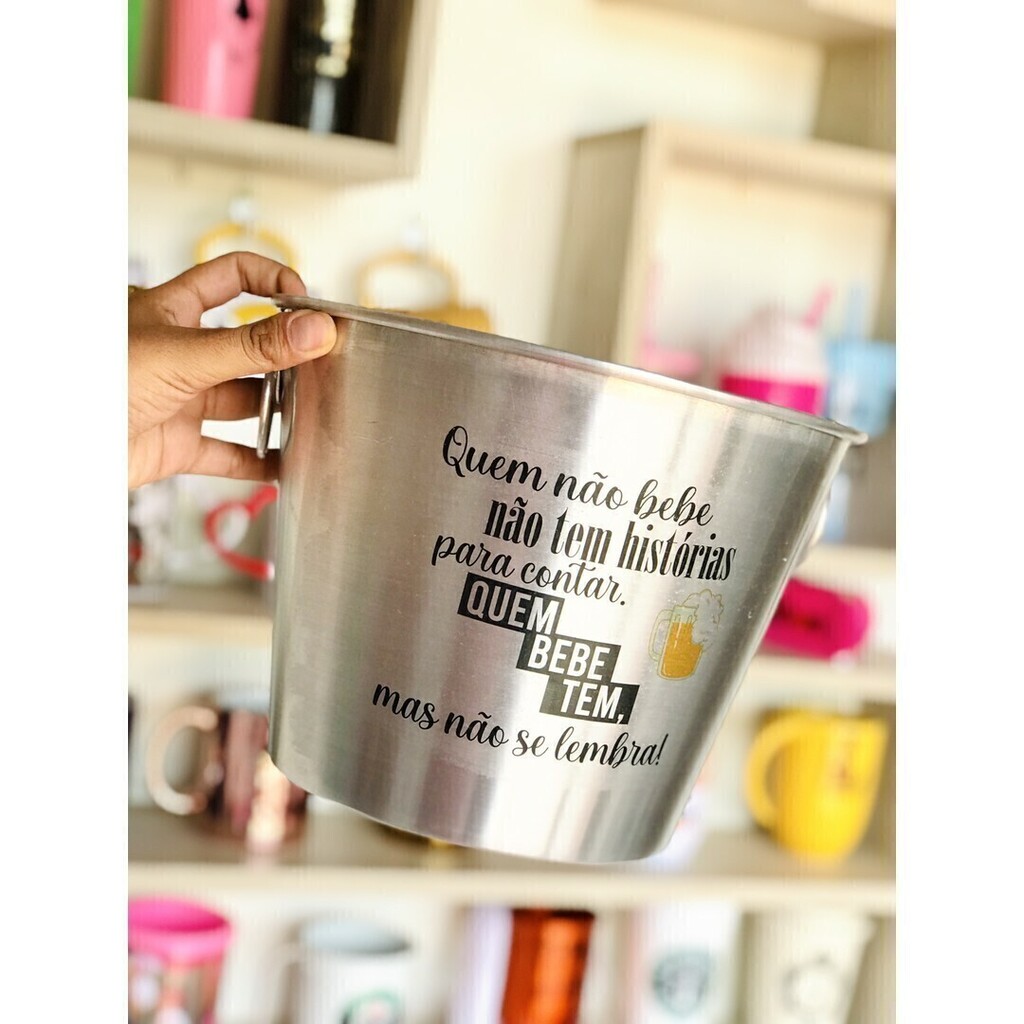 Quem não bebe
não tem histórias
para contar.
QUEM
BEBE
TEM,
mas não se lembra!